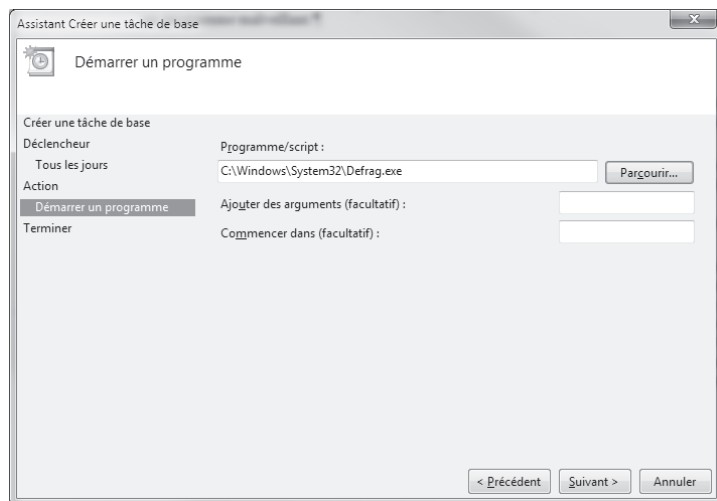 Assistant Créer une tâche de base
x
Démarrer un programme
Créer une tâche de base
Déclencheur
Tous les jours
Action
Démarrer un programme
Terminer
Programme/script :
C:\Windows\System32\Defrag.exe
Parcourir...
Ajouter des arguments (facultatif) :
Commencer dans (facultatif) :
< Précédent
Suivant >
Annuler